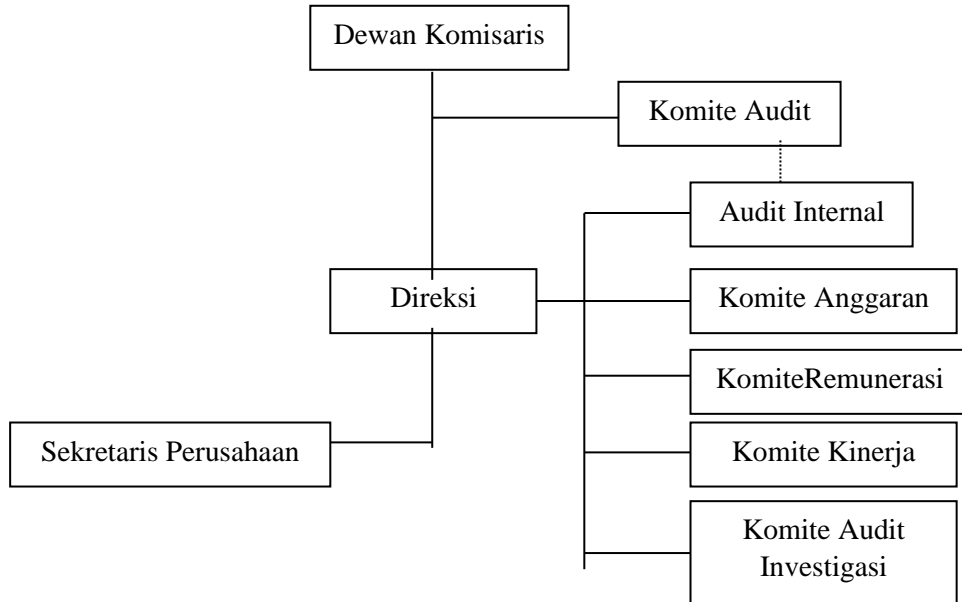 Dewan Komisaris
Komite Audit
Audit Internal
Direksi
Komite Anggaran
KomiteRemunerasi
Sekretaris Perusahaan
Komite Kinerja
Komite Audit
Investigasi